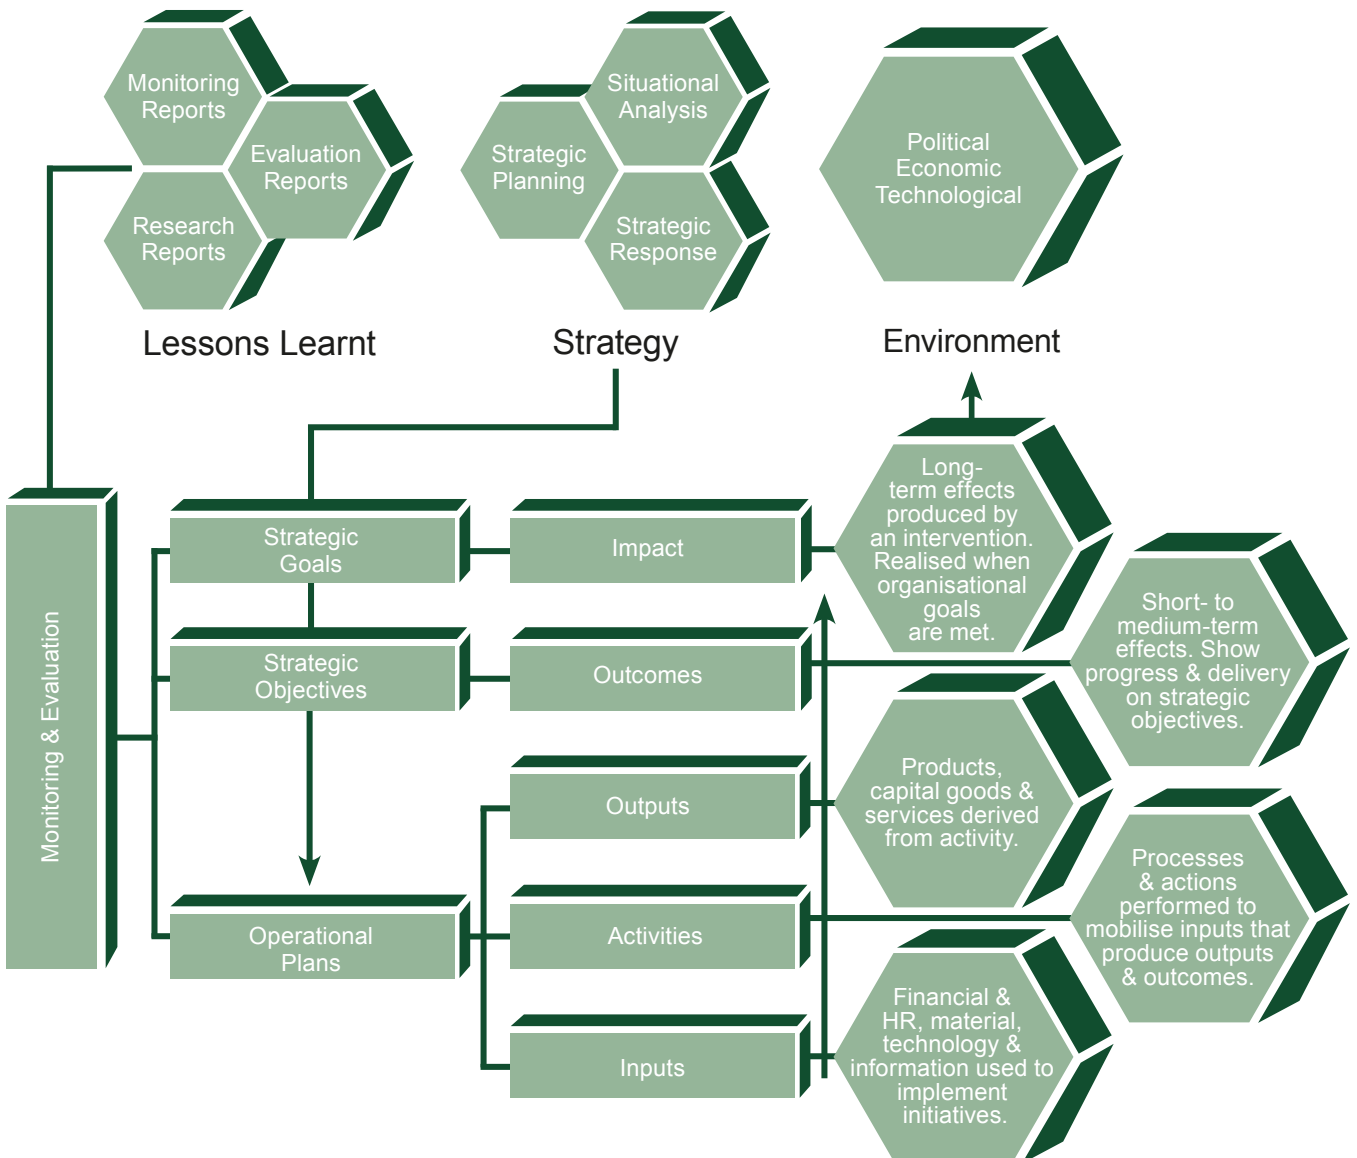 Monitoring
Reports
Evaluation
Reports
Research
Reports
Lessons Learnt
Situational
Analysis
Strategic
Planning
Strategic
Response
Strategy
Political
Economic
Technological
Environment
Monitoring & Evaluation
Strategic
Goals
Impact
Long-
term effects
produced by
an intervention.
Realised when
organisational
goals
are met.
Strategic
Objectives
Outcomes
Short- to
medium-term
effects. Show
progress & delivery
on strategic
objectives.
Operational
Plans
Outputs
Products,
capital goods &
services derived
from activity.
Activities
Processes
& actions
performed to
mobilise inputs that
produce outputs
& outcomes.
Inputs
Financial &
HR, material,
technology &
information used to
implement
initiatives.